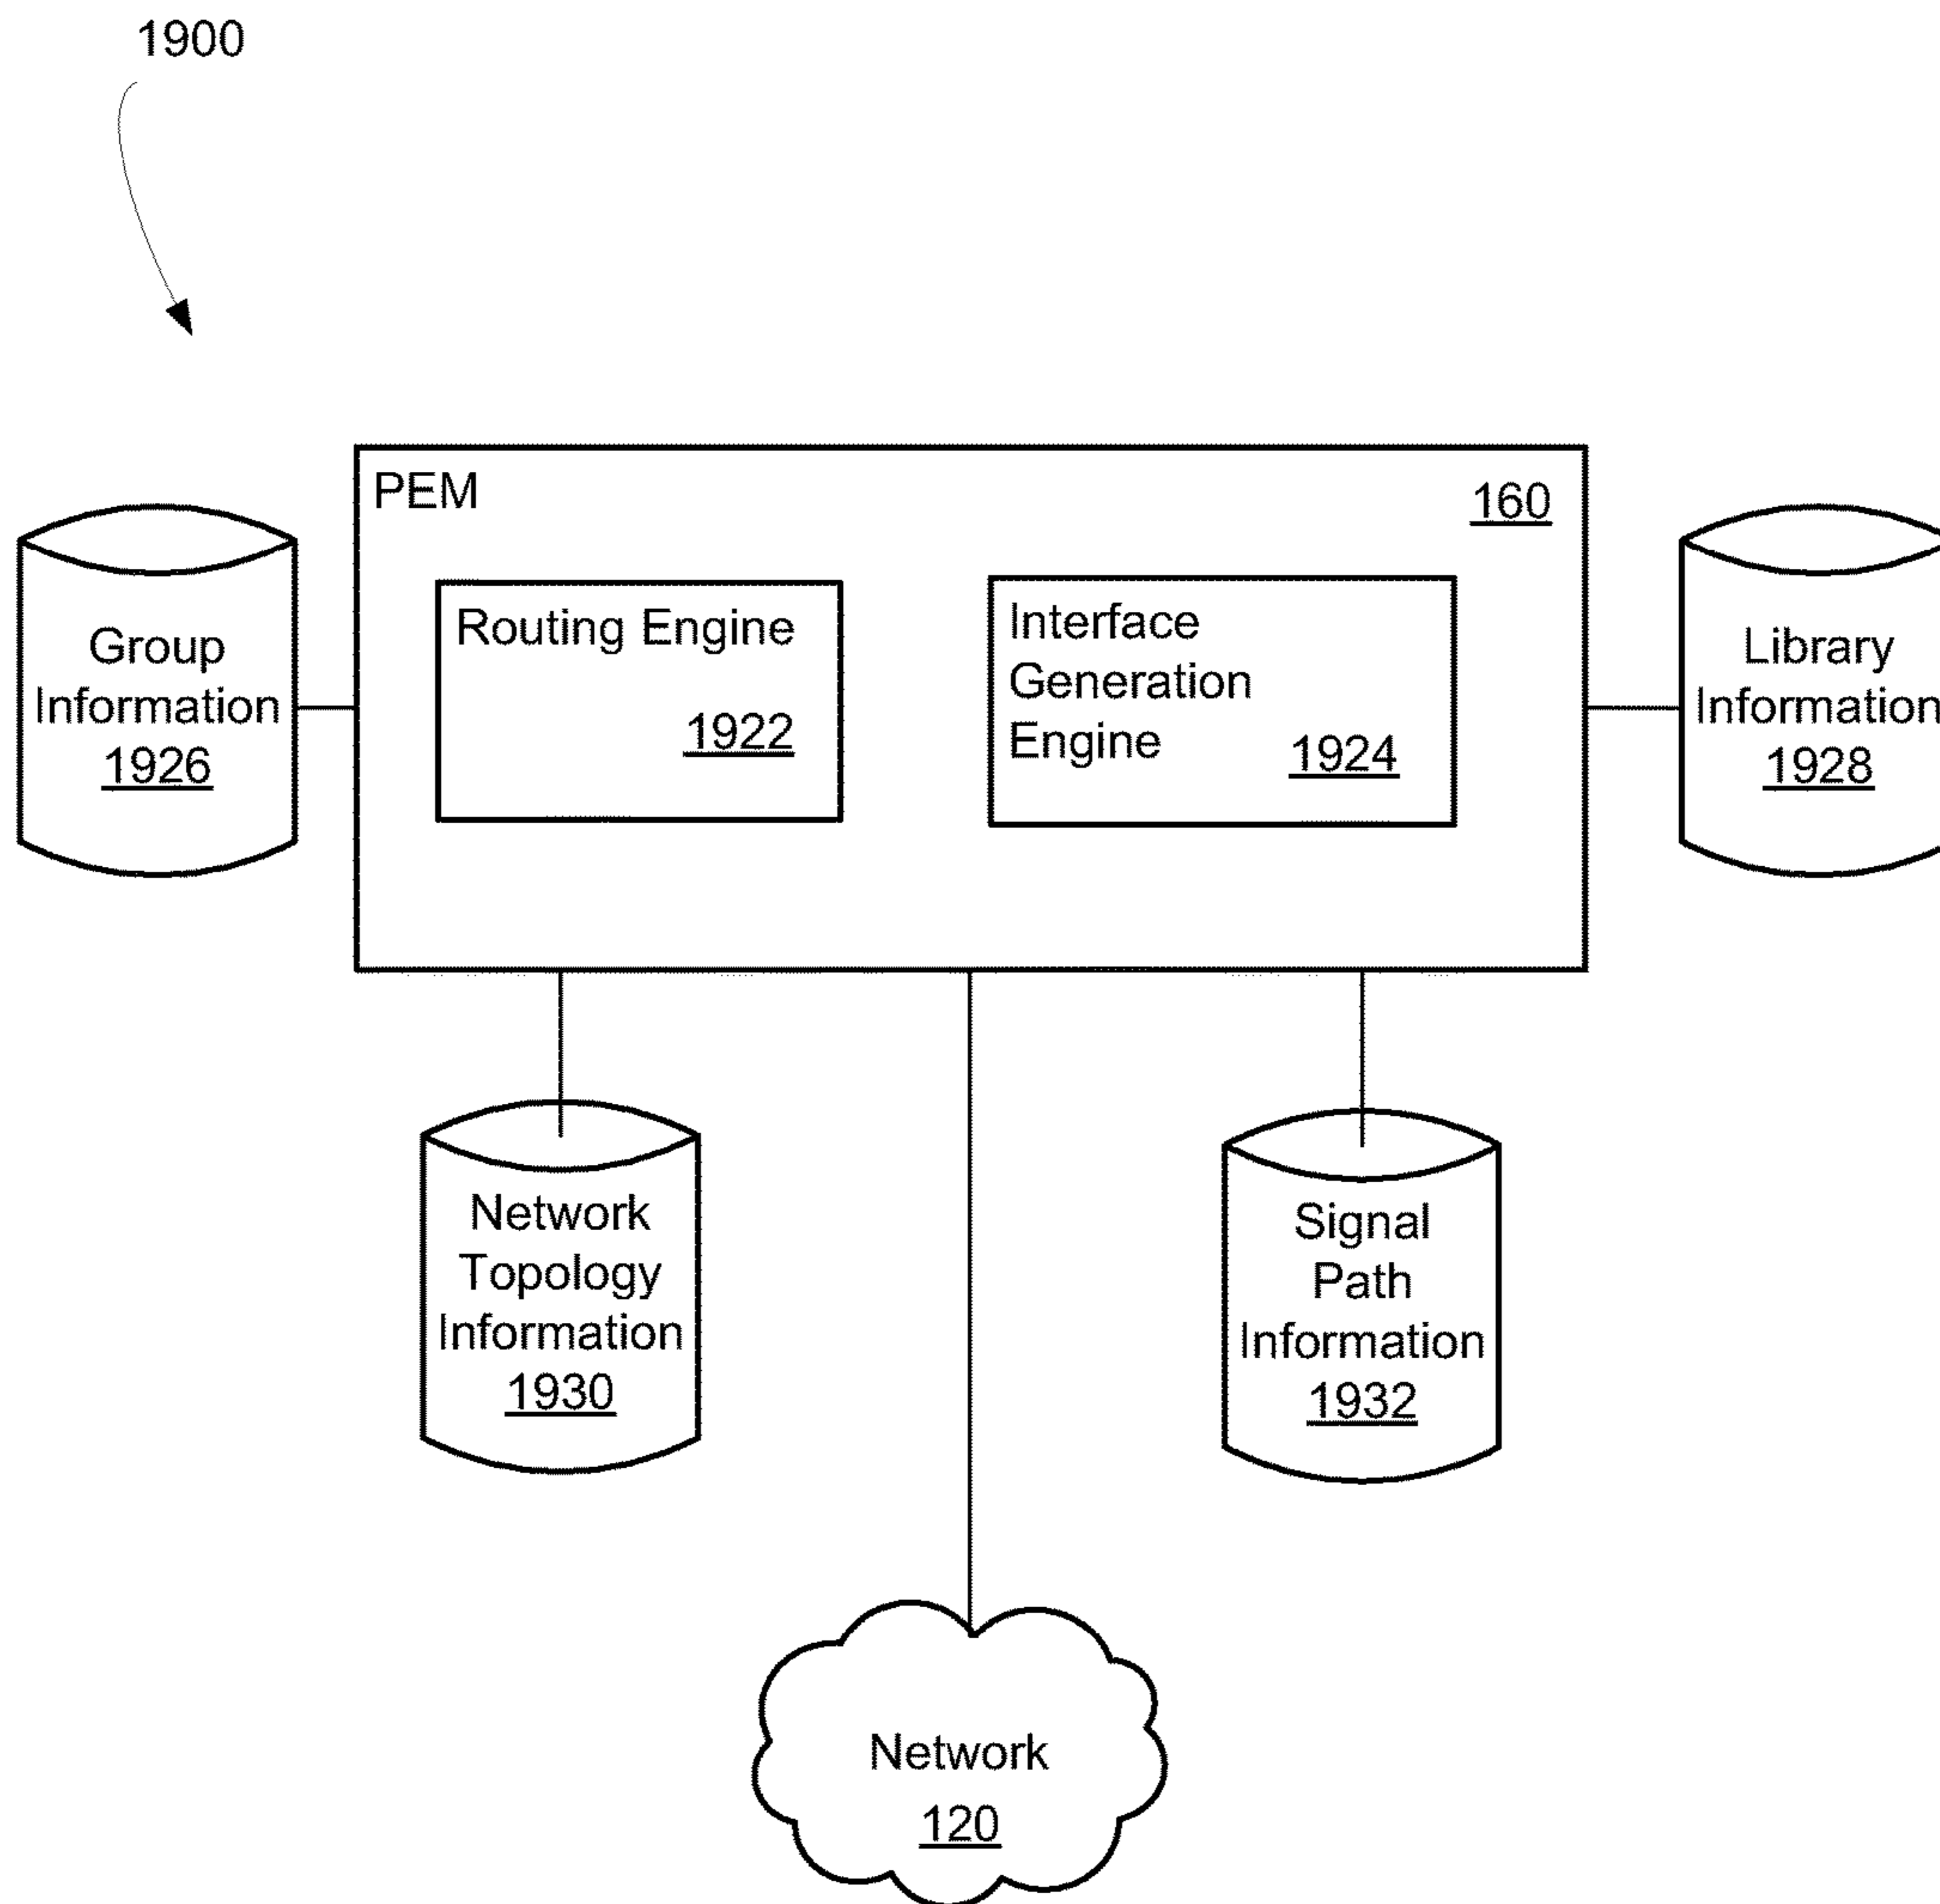 1900
PEM
160
Routing Engine
1922
Interface
Generation
Engine
1924
Group
Information
1926
Library
Information
1928
Network
Topology
Information
1930
Signal
Path
Information
1932
Network
120